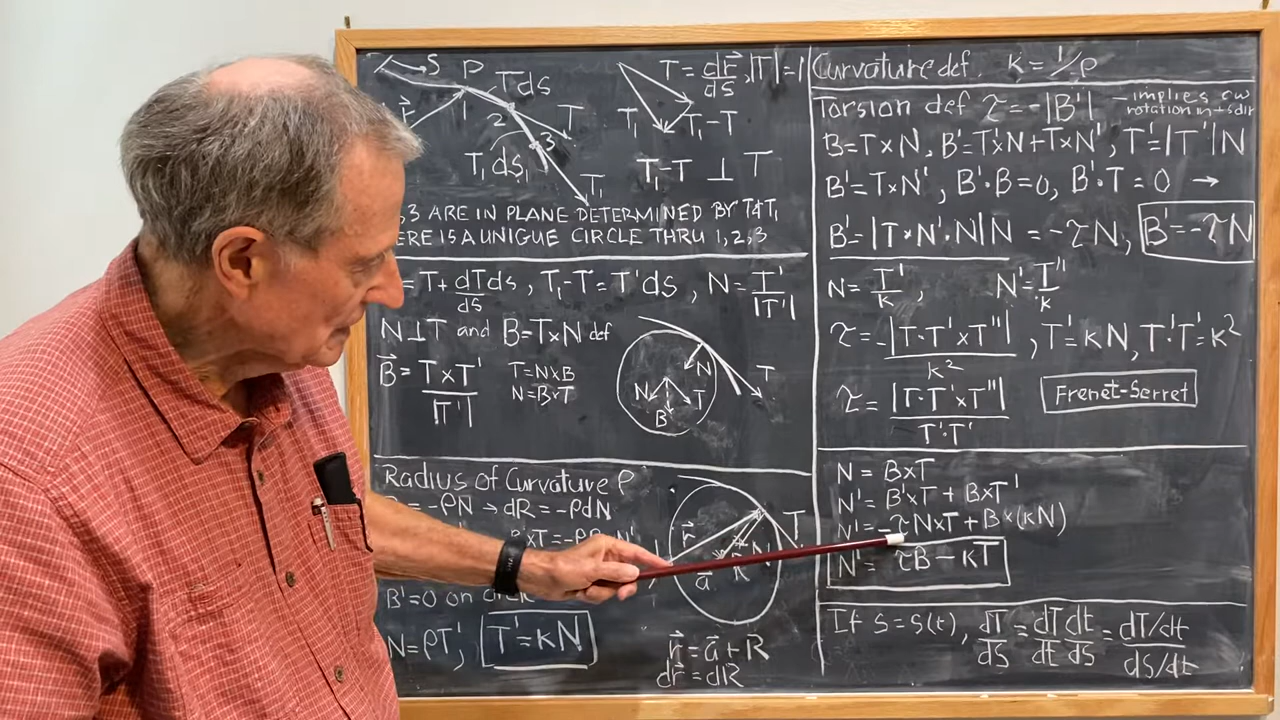 S P T ds
1 2 T
3
T₁ds₁
T₁
T = dr⃗/ds, |T| = 1
T₁ T₁-T
T₁-T ⊥ T
,3 ARE IN PLANE DETERMINED BY T&T₁
ERE IS A UNIGUE CIRCLE THRU 1,2,3
= T + dT/ds ds, T₁-T = T'ds, N = T'/|T'|
N⊥T and B=T×N def
B⃗ = T×T'/|T'|
T=N×B
N=B×T
N T
N T
B
Radius of Curvature ρ
= -ρN → dR = -ρdN
B'=0 on
N=ρT', T'=κN
r⃗ T
a⃗ R N
r⃗ = a⃗ + R
dr⃗ = dR
Curvature def. κ = 1/ρ
Torsion def τ = -|B'| - implies cw
rotation in +s dir
B=T×N, B'=T'×N+T×N', T'=|T'|N
B'=T×N', B'·B=0, B'·T=0 →
B'=|T×N'·N|N = -τN, B'=-τN
N=T'/κ, N'=T''/κ
τ = -|T·T'×T''|/κ², T'=κN, T'·T'=κ²
τ = |T·T'×T''|/T'·T' Frenet-Serret
N = B×T
N' = B'×T + B×T'
N' = -τN×T + B×(κN)
N' = τB - κT
If s=s(t), dT/ds = dT/dt dt/ds = dT/dt/ds/dt